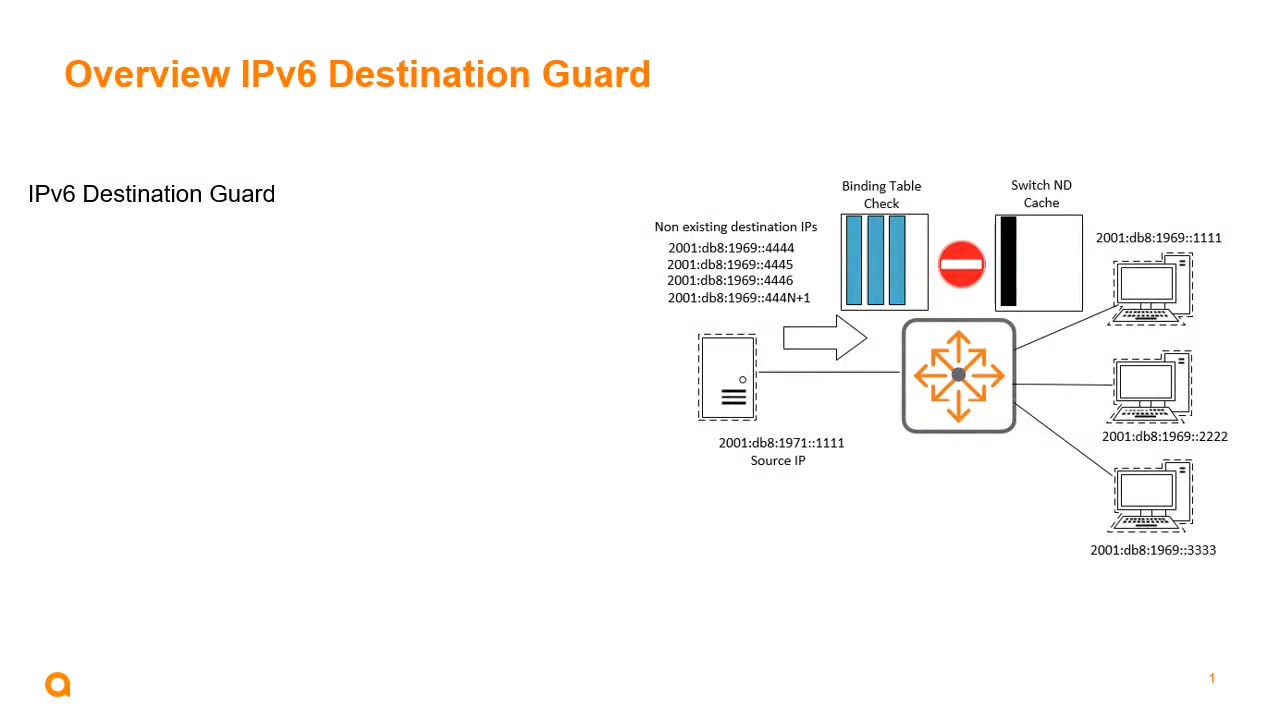 Overview IPv6 Destination Guard
IPv6 Destination Guard
Binding Table
Check
Switch ND
Cache
Non existing destination IPs
2001:db8:1969::4444
2001:db8:1969::4445
2001:db8:1969::4446
2001:db8:1969::444N+1
2001:db8:1969::1111
2001:db8:1971::1111
Source IP
2001:db8:1969::2222
2001:db8:1969::3333
1